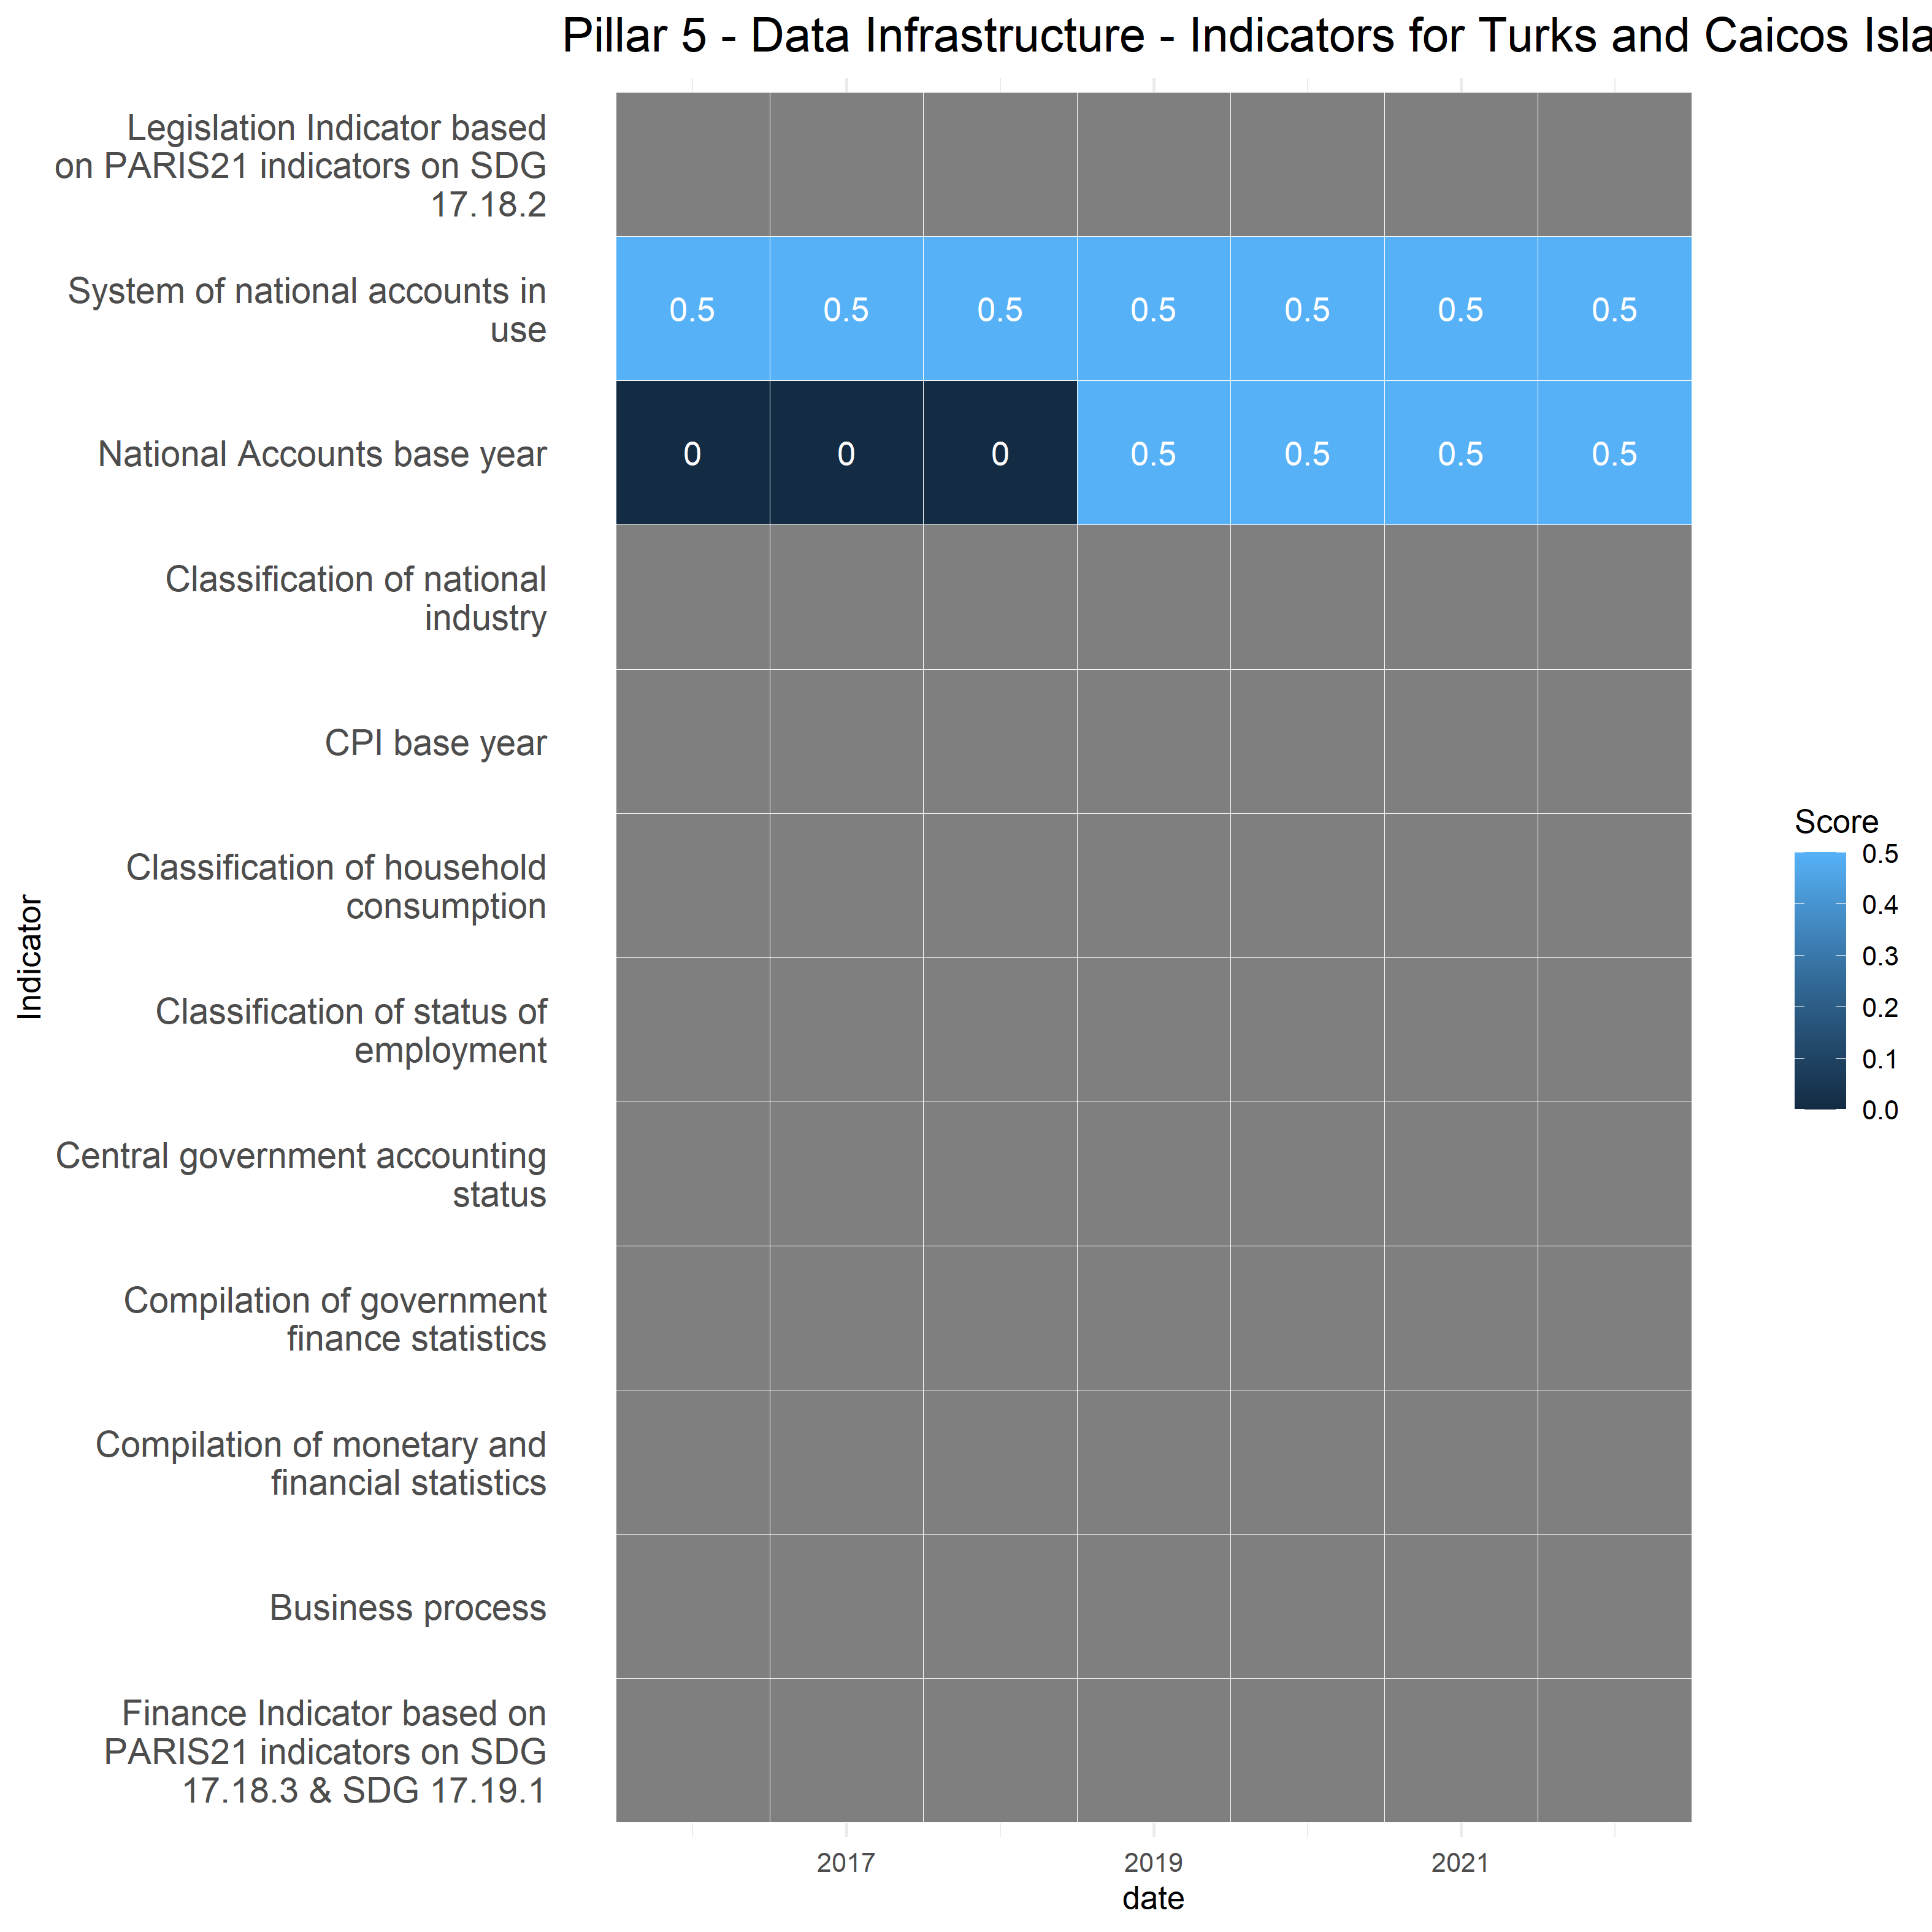 Pillar 5 - Data Infrastructure - Indicators for Turks and Caicos Isla
Legislation Indicator based
on PARIS21 indicators on SDG
17.18.2
System of national accounts in
use
0.5 0.5 0.5 0.5 0.5 0.5 0.5
National Accounts base year
0 0 0 0.5 0.5 0.5 0.5
Classification of national
industry
CPI base year
Classification of household
consumption
Classification of status of
employment
Central government accounting
status
Compilation of government
finance statistics
Compilation of monetary and
financial statistics
Business process
Finance Indicator based on
PARIS21 indicators on SDG
17.18.3 & SDG 17.19.1
Indicator
2017 2019 2021
date
Score
0.5
0.4
0.3
0.2
0.1
0.0